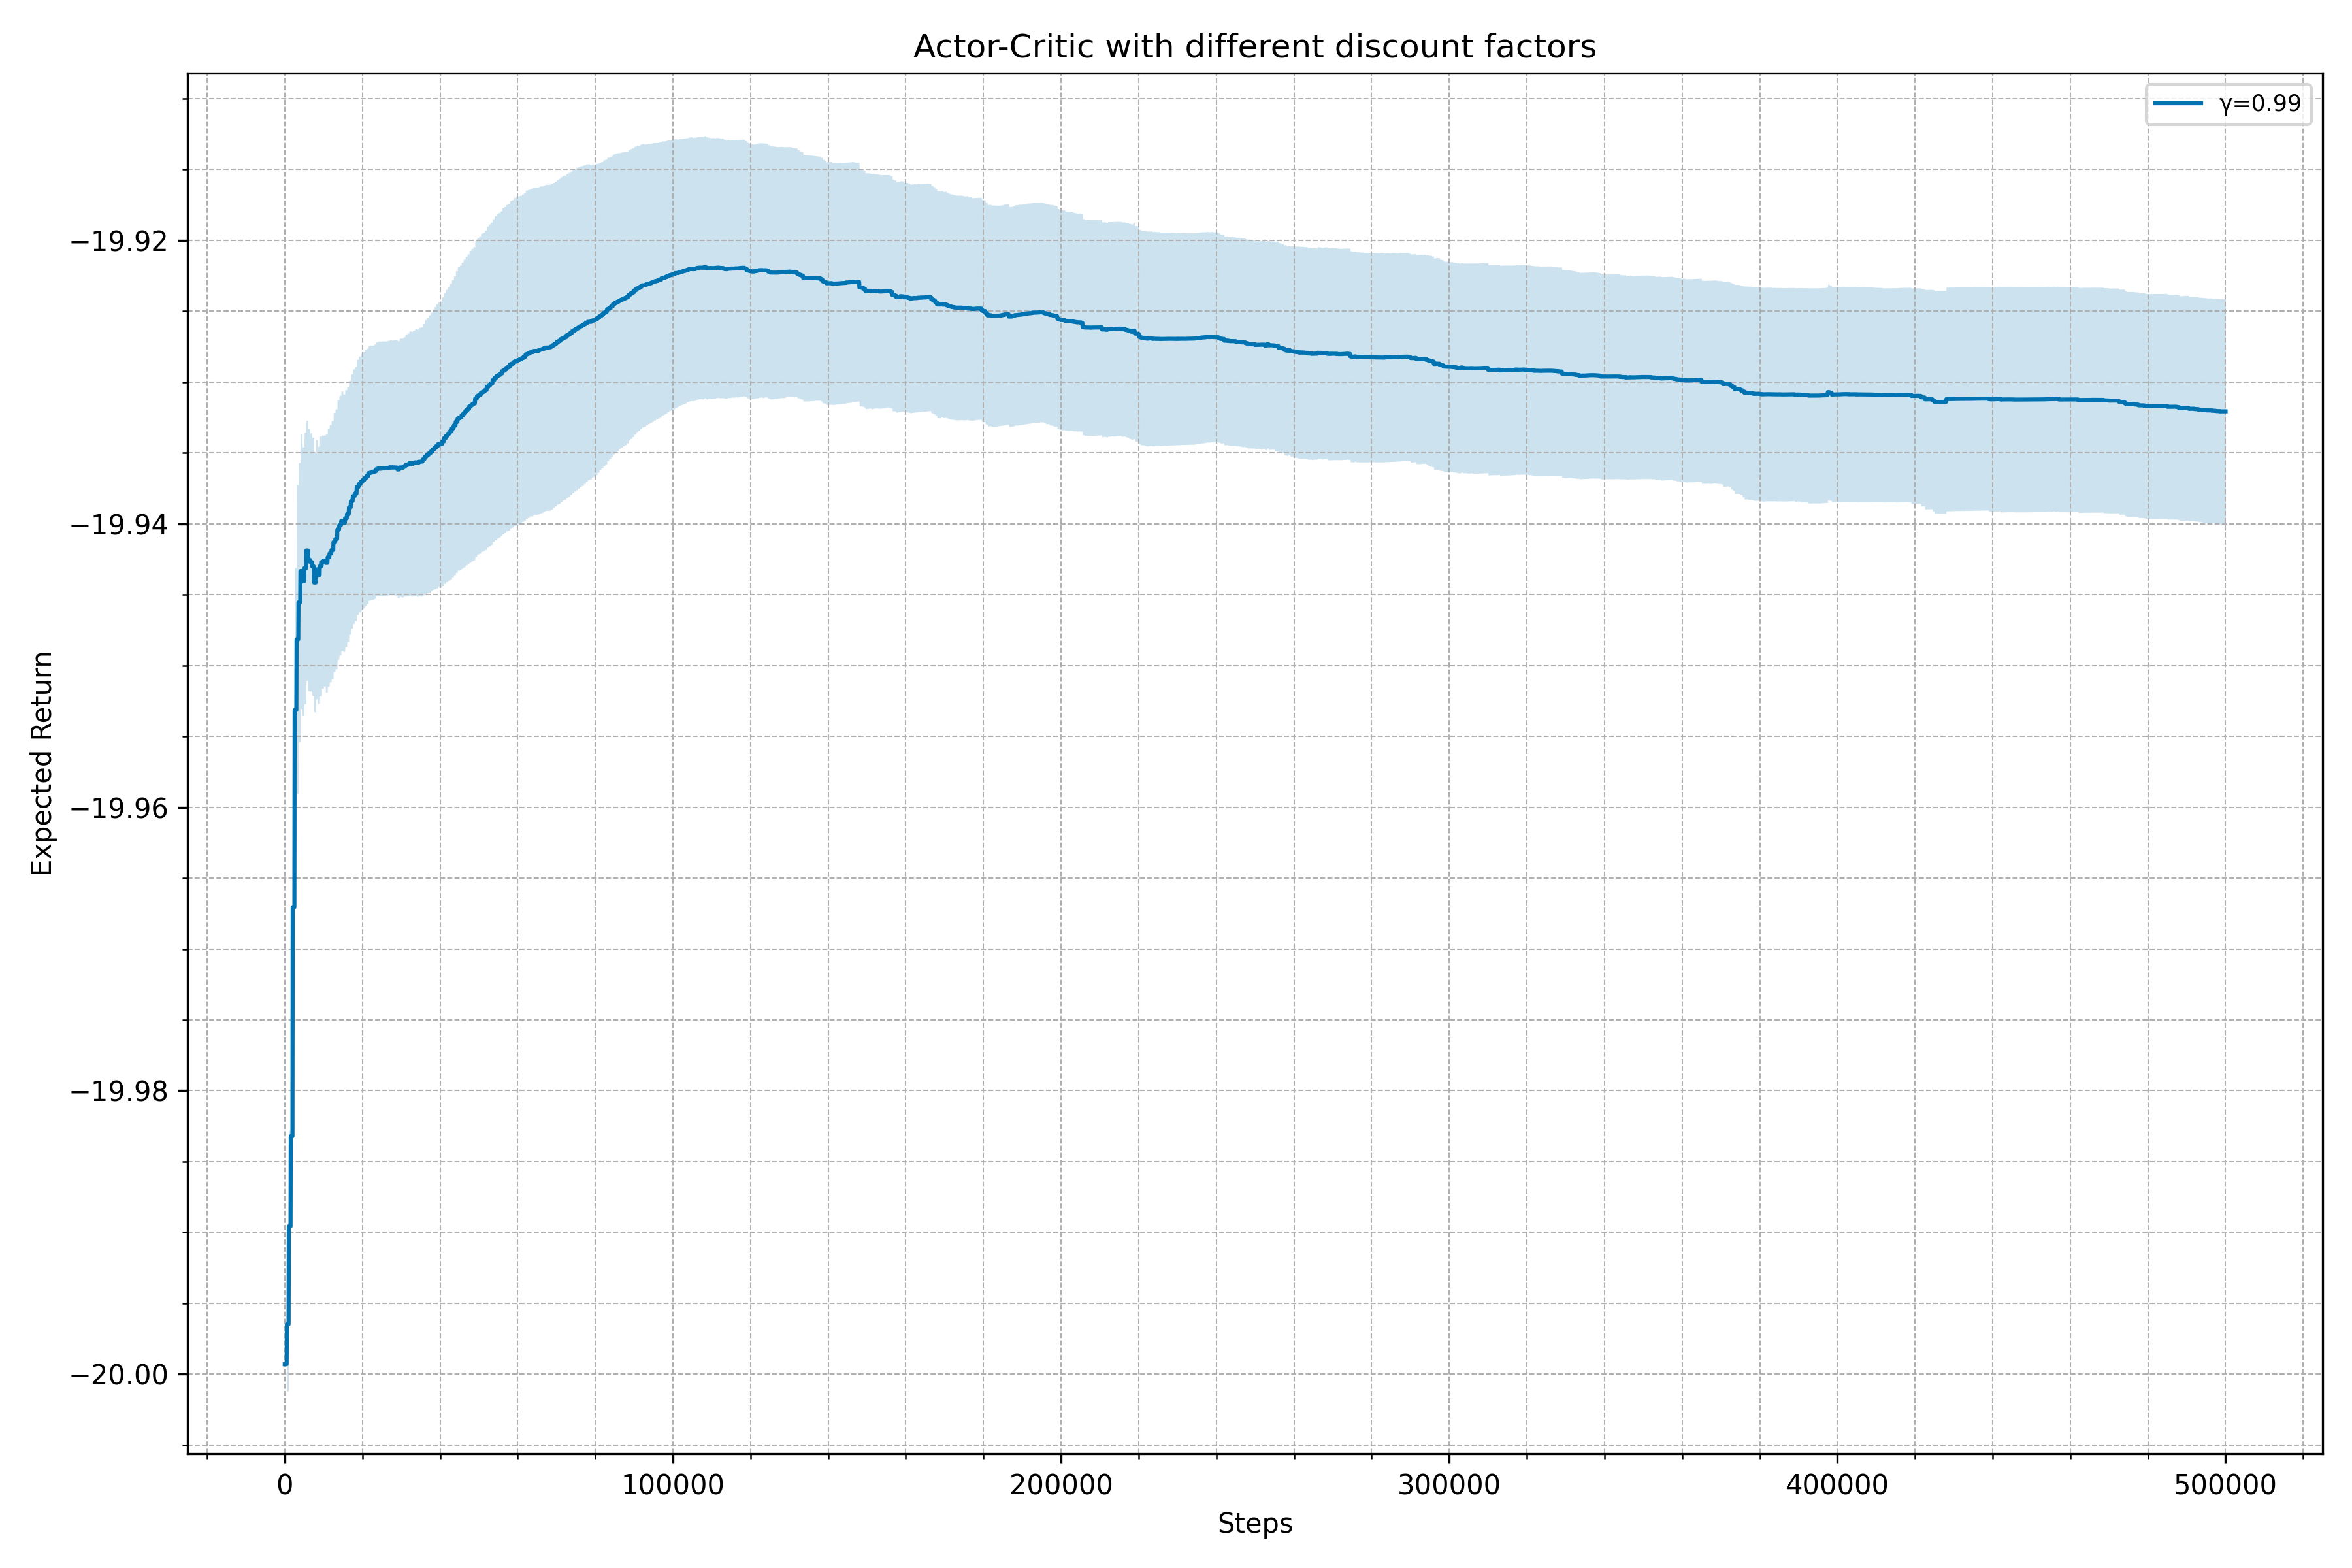 Actor-Critic with different discount factors
γ=0.99
Expected Return
−19.92
−19.94
−19.96
−19.98
−20.00
0 100000 200000 300000 400000 500000
Steps